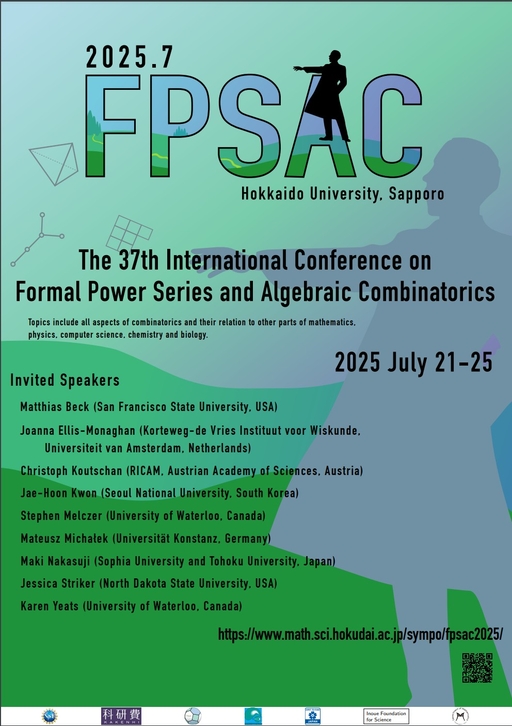 2025.7
FPSAC
Hokkaido University, Sapporo
The 37th International Conference on
Formal Power Series and Algebraic Combinatorics
Topics include all aspects of combinatorics and their relation to other parts of mathematics,
physics, computer science, chemistry and biology.
2025 July 21-25
Invited Speakers
Matthias Beck (San Francisco State University, USA)
Joanna Ellis-Monaghan (Korteweg-de Vries Instituut voor Wiskunde,
Universiteit van Amsterdam, Netherlands)
Christoph Koutschan (RICAM, Austrian Academy of Sciences, Austria)
Jae-Hoon Kwon (Seoul National University, South Korea)
Stephen Melczer (University of Waterloo, Canada)
Mateusz Michałek (Universität Konstanz, Germany)
Maki Nakasuji (Sophia University and Tohoku University, Japan)
Jessica Striker (North Dakota State University, USA)
Karen Yeats (University of Waterloo, Canada)
https://www.math.sci.hokudai.ac.jp/sympo/fpsac2025/
科研費
KAKENHI
Inoue Foundation
for Science
M